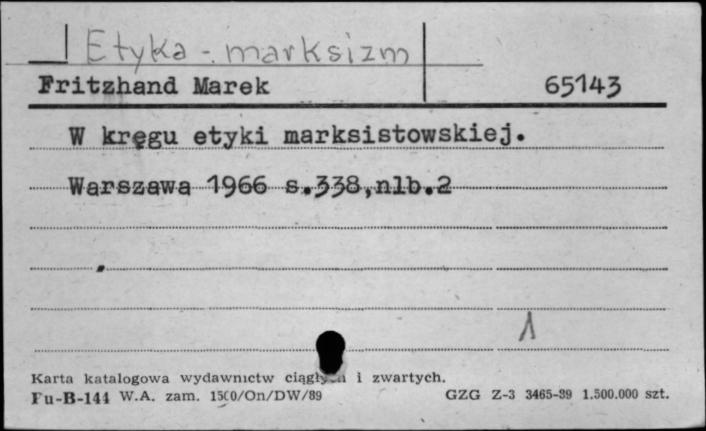 Etyka - marksizm
Fritzhand Marek 65143
W kręgu etyki marksistowskiej.
Warszawa 1966 s.338,nlb.2
Karta katalogowa wydawnictw ciągłych i zwartych.
Pu-B-144 W.A. zam. 1500/On/DW/89 GZG Z-3 3465-89 1.500.000 szt.